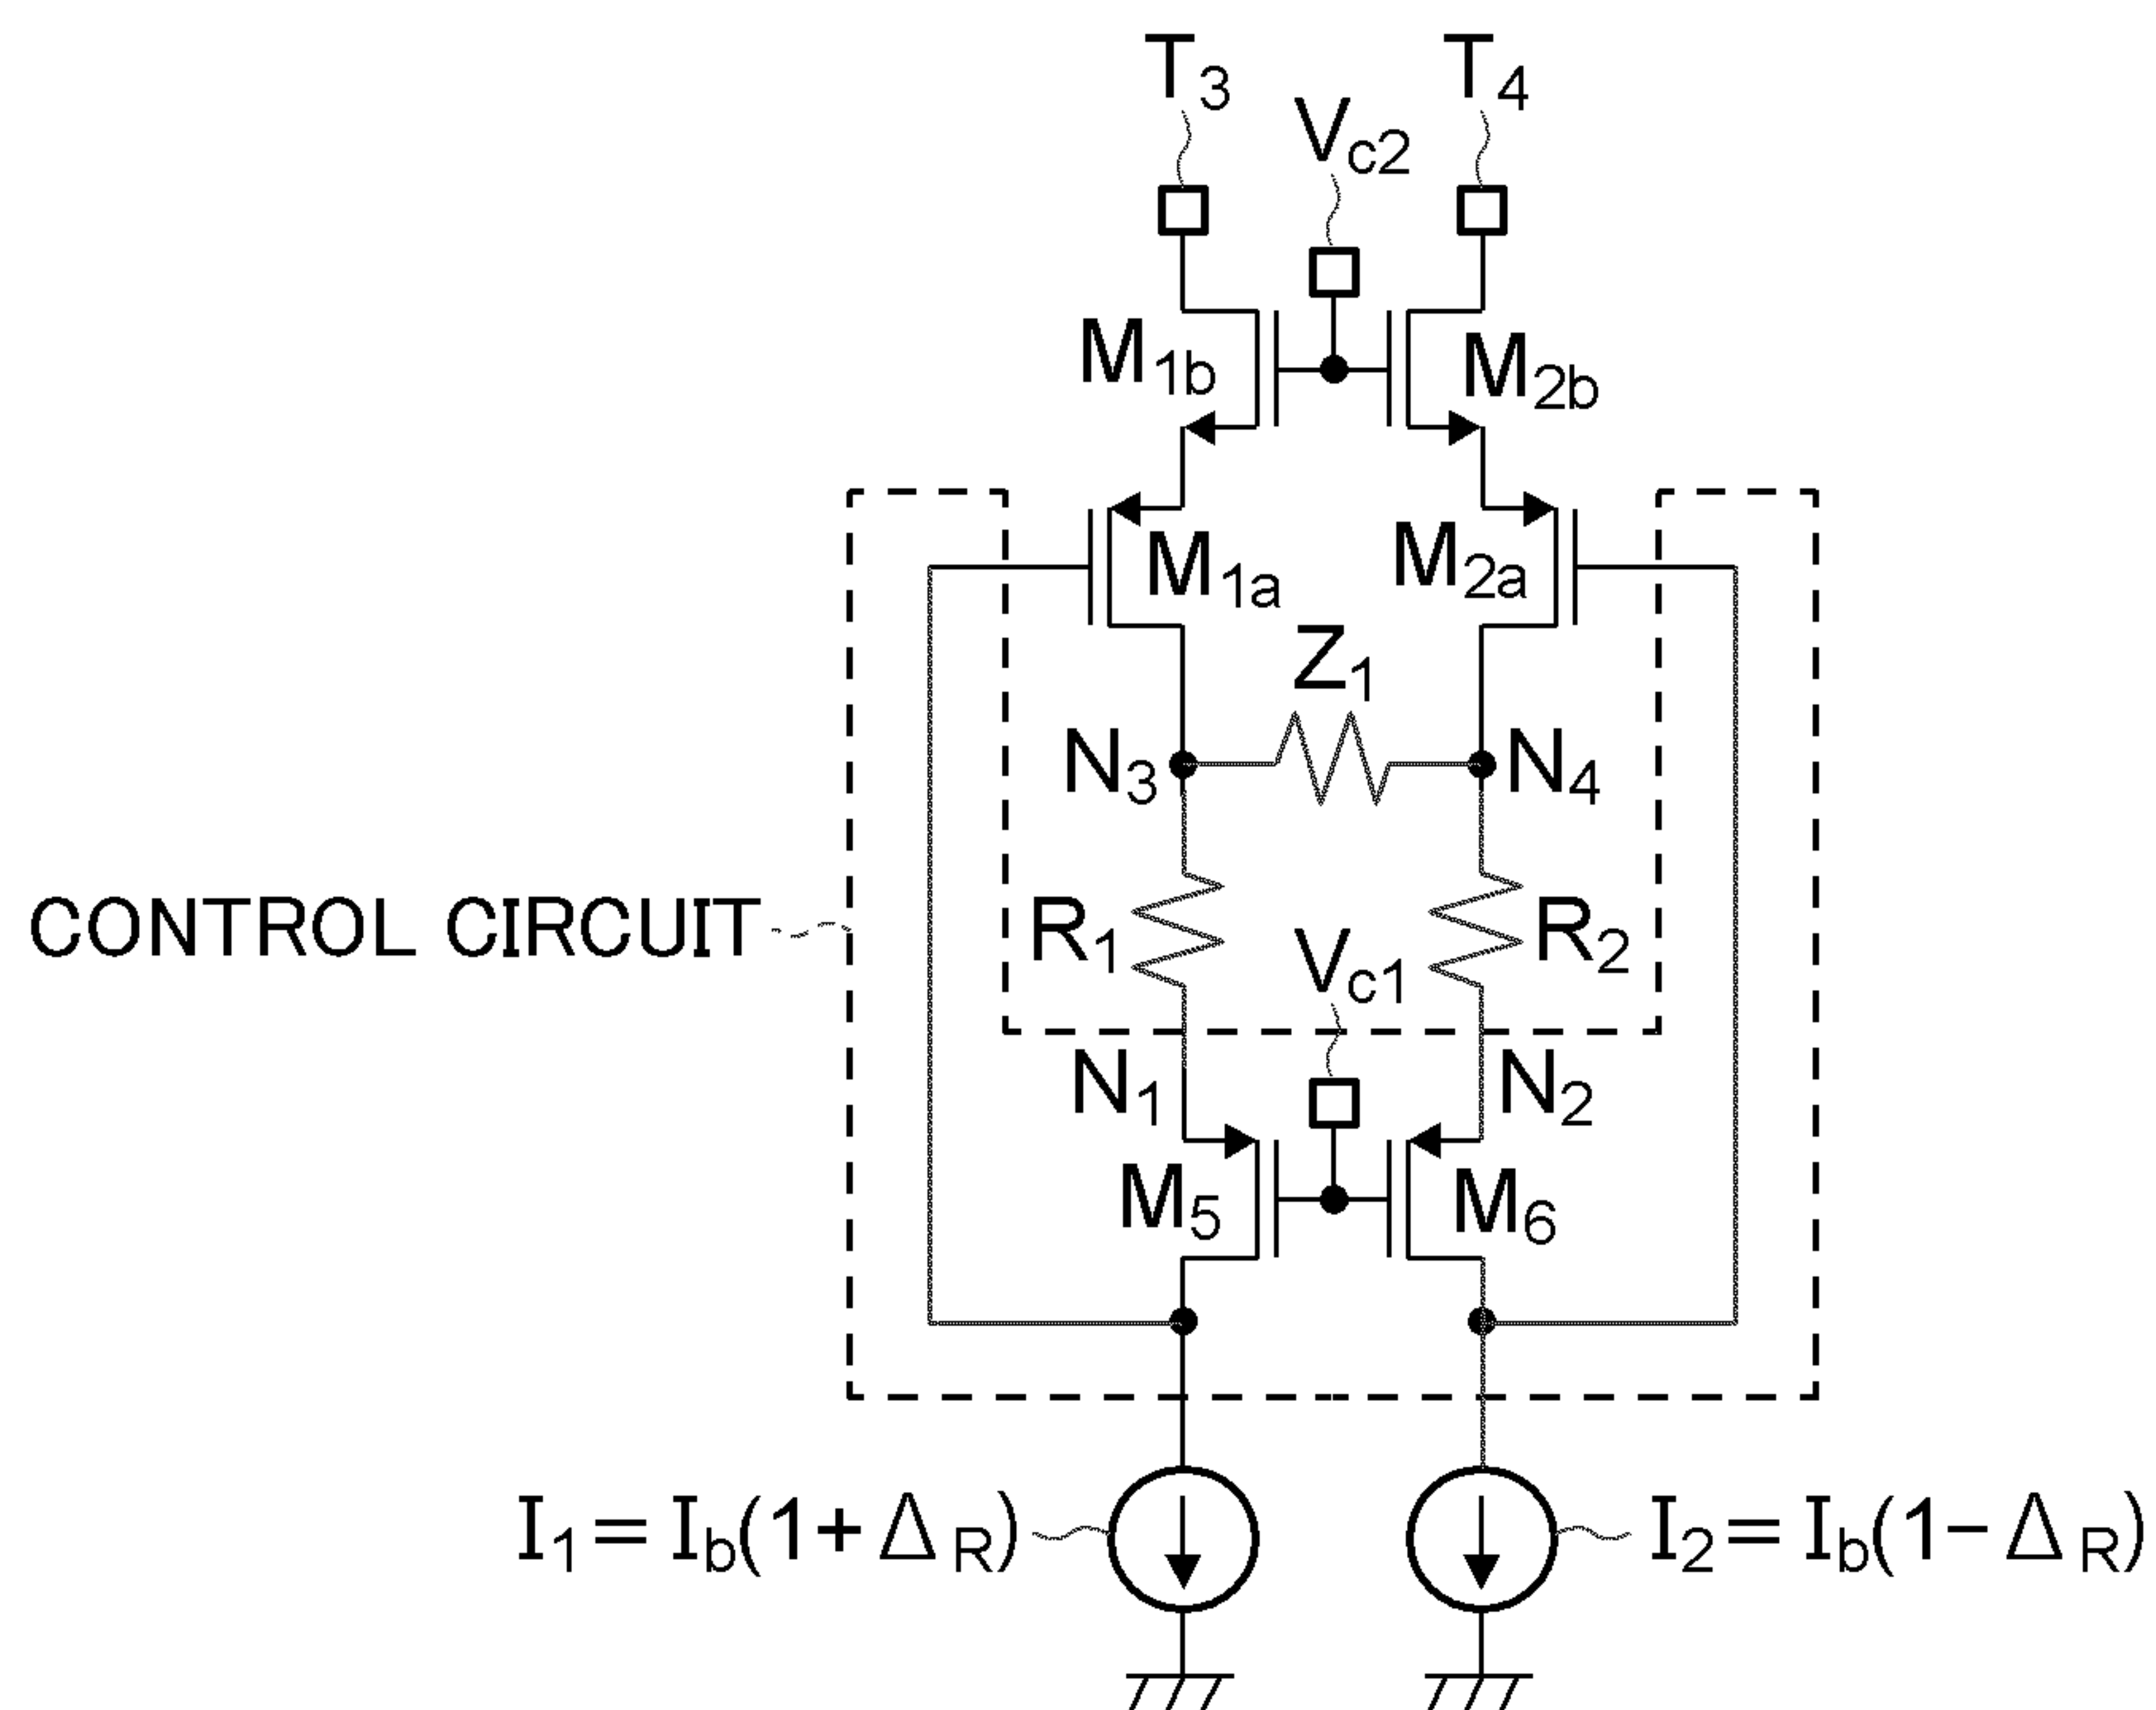 T3 T4
Vc2
M1b M2b
M1a M2a
Z1
N3 N4
CONTROL CIRCUIT R1 R2
Vc1
N1 N2
M5 M6
I1=Ib(1+ΔR) I2=Ib(1-ΔR)